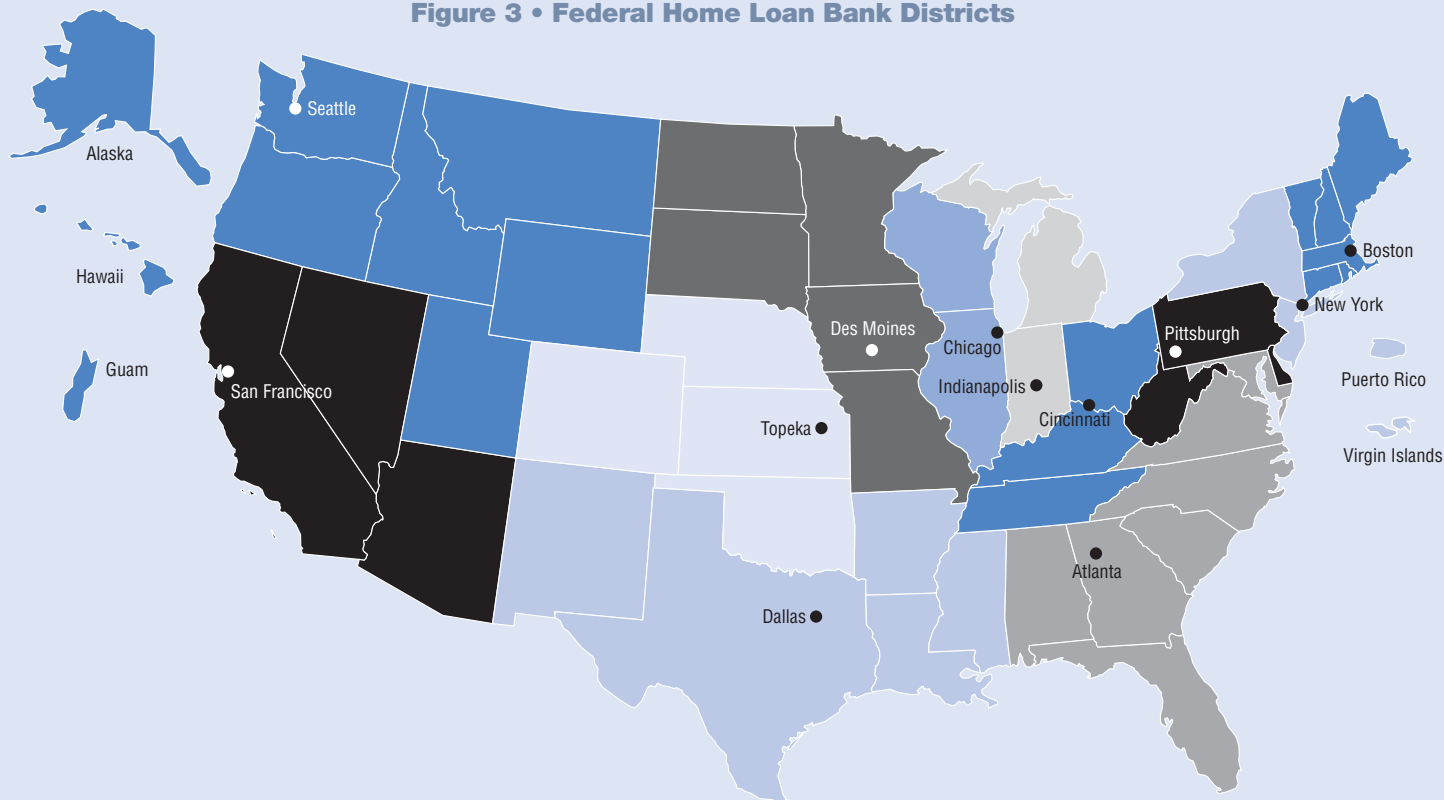 Figure 3 • Federal Home Loan Bank Districts
Seattle
Alaska
Hawaii
Guam
San Francisco
Des Moines
Chicago
Indianapolis
Cincinnati
Topeka
Dallas
Atlanta
Pittsburgh
Boston
New York
Puerto Rico
Virgin Islands